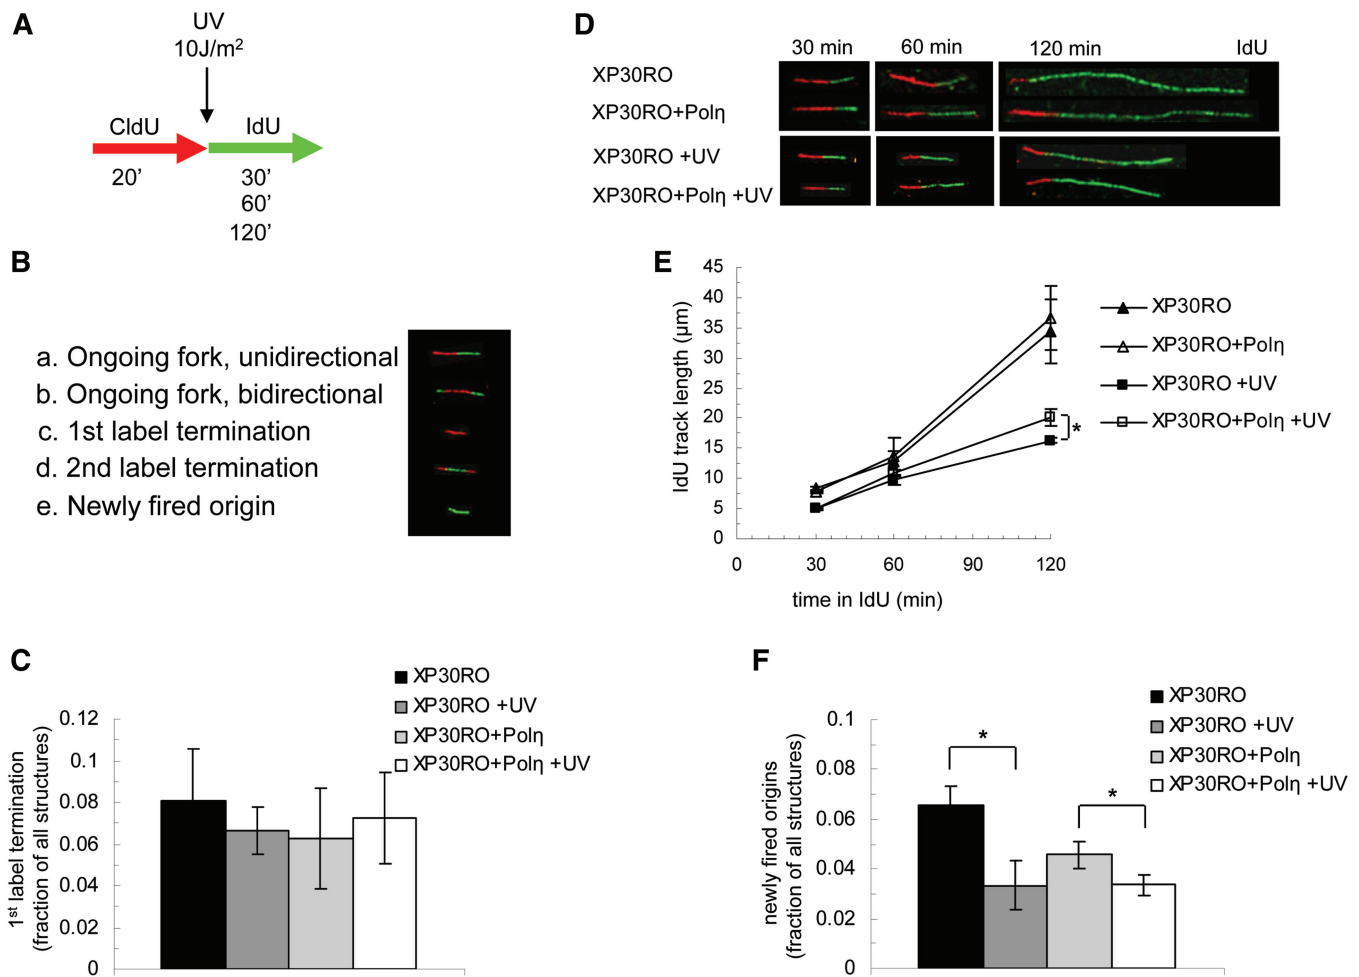 A
UV
10J/m²
CldU
IdU
20'
30'
60'
120'
B
a. Ongoing fork, unidirectional
b. Ongoing fork, bidirectional
c. 1st label termination
d. 2nd label termination
e. Newly fired origin
C
XP30RO
XP30RO +UV
XP30RO+Polη
XP30RO+Polη +UV
1st label termination
(fraction of all structures)
0.12
0.1
0.08
0.06
0.04
0.02
0
D
30 min
60 min
120 min
IdU
XP30RO
XP30RO+Polη
XP30RO +UV
XP30RO+Polη +UV
E
IdU track length (μm)
45
40
35
30
25
20
15
10
5
0
0
30
60
90
120
time in IdU (min)
XP30RO
XP30RO+Polη
XP30RO +UV
XP30RO+Polη +UV
*
F
XP30RO
XP30RO +UV
XP30RO+Polη
XP30RO+Polη +UV
newly fired origins
(fraction of all structures)
0.1
0.08
0.06
0.04
0.02
0
*
*